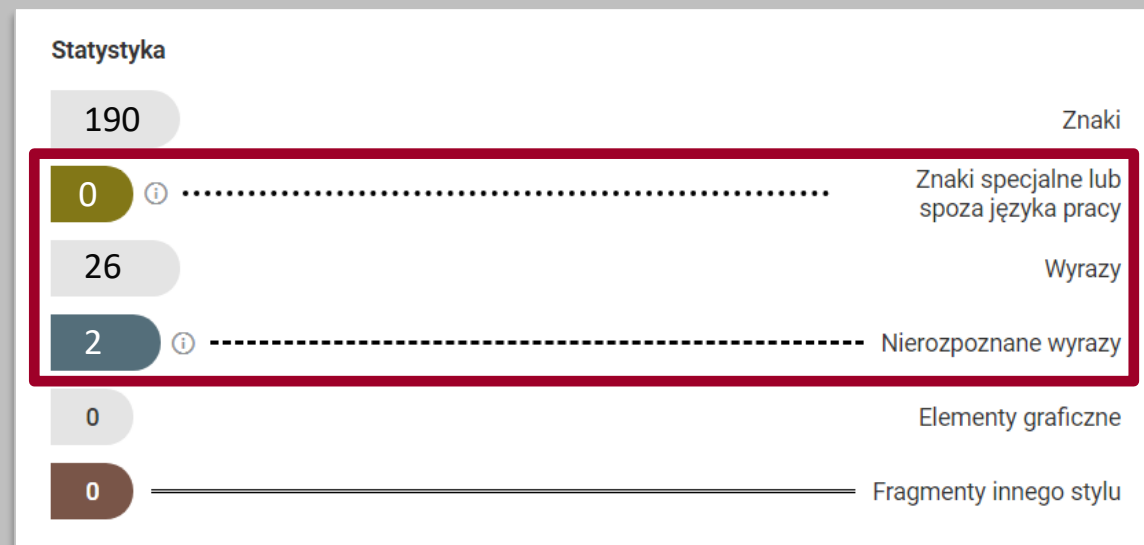 Statystyka
190 Znaki
0 Znaki specjalne lub
spoza języka pracy
26 Wyrazy
2 Nierozpoznane wyrazy
0 Elementy graficzne
0 Fragmenty innego stylu